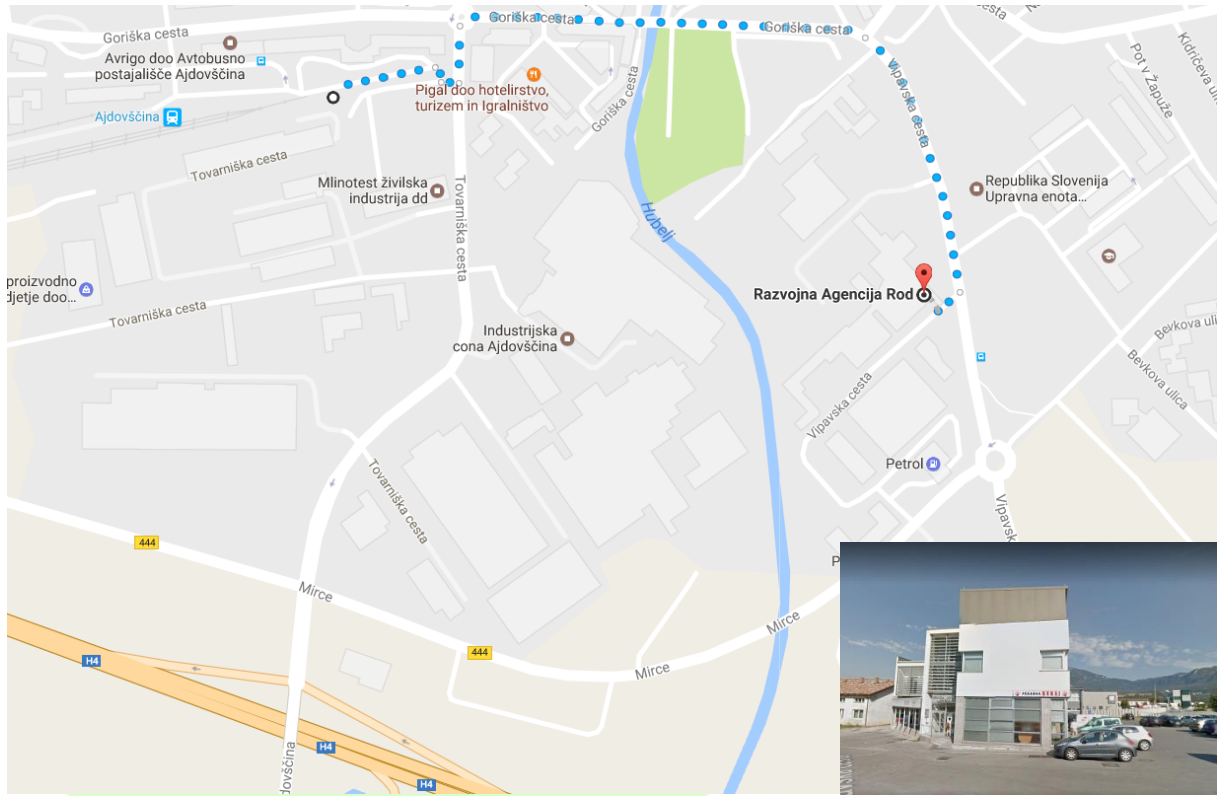 Goriška cesta
Goriška cesta
Goriška cesta
Avrigo doo Avtobusno
postajališče Ajdovščina
Pigal doo hotelirstvo,
turizem in Igralništvo
Goriška cesta
Vipavska cesta
Pot v Žapuže
Kidričeva
Ajdovščina
Tovarniška cesta
Mlinotest živilska
industrija dd
Tovarniška cesta
Hubelj
Republika Slovenija
Upravna enota...
proizvodno
djetje doo...
Razvojna Agencija Rod
Tovarniška cesta
Industrijska
cona Ajdovščina
Bevkova uli
Bevkova ulica
Vipavska cesta
Petrol
Tovarniška cesta
Vipavsk
444
P
Mirce
Mirce
444
Mirce
H4
H4
H4
dovščina